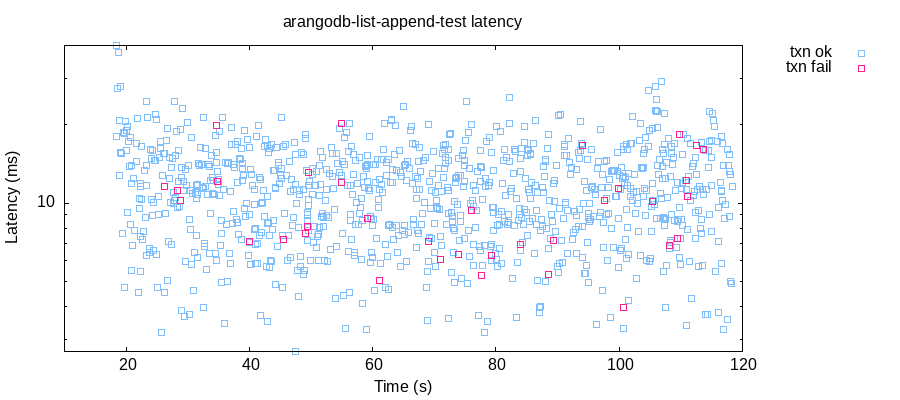 arangodb-list-append-test latency
txn ok
txn fail
Latency (ms)
10
20
40
60
80
100
120
Time (s)